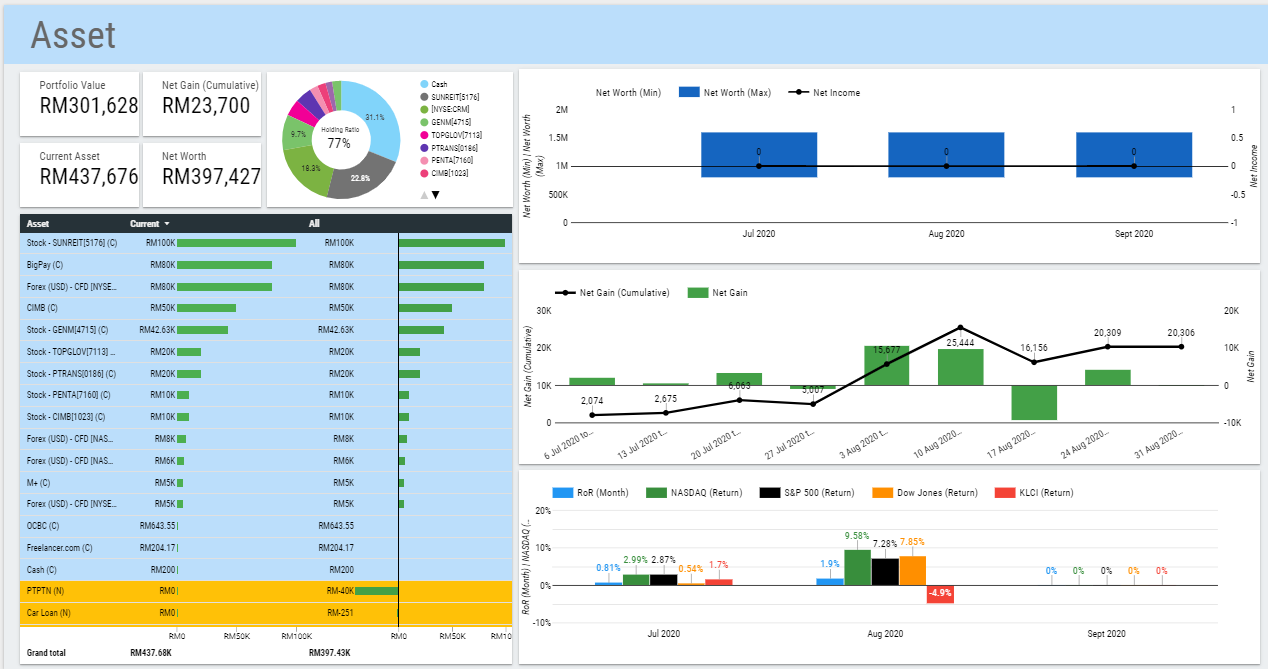 Asset
Portfolio Value
RM301,628
Net Gain (Cumulative)
RM23,700
Current Asset
RM437,676
Net Worth
RM397,427
Holding Ratio
77%
31.1%
22.8%
18.3%
9.7%
Cash
SUNREIT[5176]
[NYSE:CRM]
GENM[4715]
TOPGLOV[7113]
PTRANS[0186]
PENTA[7160]
CIMB[1023]
Asset Current All
Stock - SUNREIT[5176] (C) RM100K RM100K
BigPay (C) RM80K RM80K
Forex (USD) - CFD [NYSE... RM80K RM80K
CIMB (C) RM50K RM50K
Stock - GENM[4715] (C) RM42.63K RM42.63K
Stock - TOPGLOV[7113] ... RM20K RM20K
Stock - PTRANS[0186] (C) RM20K RM20K
Stock - PENTA[7160] (C) RM10K RM10K
Stock - CIMB[1023] (C) RM10K RM10K
Forex (USD) - CFD [NAS... RM8K RM8K
Forex (USD) - CFD [NAS... RM6K RM6K
M+ (C) RM5K RM5K
Forex (USD) - CFD [NYSE... RM5K RM5K
OCBC (C) RM643.55 RM643.55
Freelancer.com (C) RM204.17 RM204.17
Cash (C) RM200 RM200
PTPTN (N) RM0 RM-40K
Car Loan (N) RM0 RM-251
RM0 RM50K RM100K RM0 RM50K RM10
Grand total RM437.68K RM397.43K
Net Worth (Min) Net Worth (Max) Net Income
Net Worth (Min) | Net Worth (Max)
2M
1.5M
1M
500K
0
0 0 0
1
0.5
0
-0.5
-1
Net Income
Jul 2020 Aug 2020 Sept 2020
Net Gain (Cumulative) Net Gain
Net Gain (Cumulative)
30K
20K
10K
0
2,074 2,675 6,063 5,007 15,677 25,444 16,156 20,309 20,306
20K
10K
0
-10K
Net Gain
6 Jul 2020 to... 13 Jul 2020 t... 20 Jul 2020 t... 27 Jul 2020 t... 3 Aug 2020 t... 10 Aug 2020... 17 Aug 2020... 24 Aug 2020... 31 Aug 2020...
RoR (Month) NASDAQ (Return) S&P 500 (Return) Dow Jones (Return) KLCI (Return)
RoR (Month) | NASDAQ (...
20%
10%
0%
-10%
0.81% 2.99% 2.87% 0.54% 1.7%
1.9% 9.58% 7.28% 7.85% -4.9%
0% 0% 0% 0% 0%
Jul 2020 Aug 2020 Sept 2020